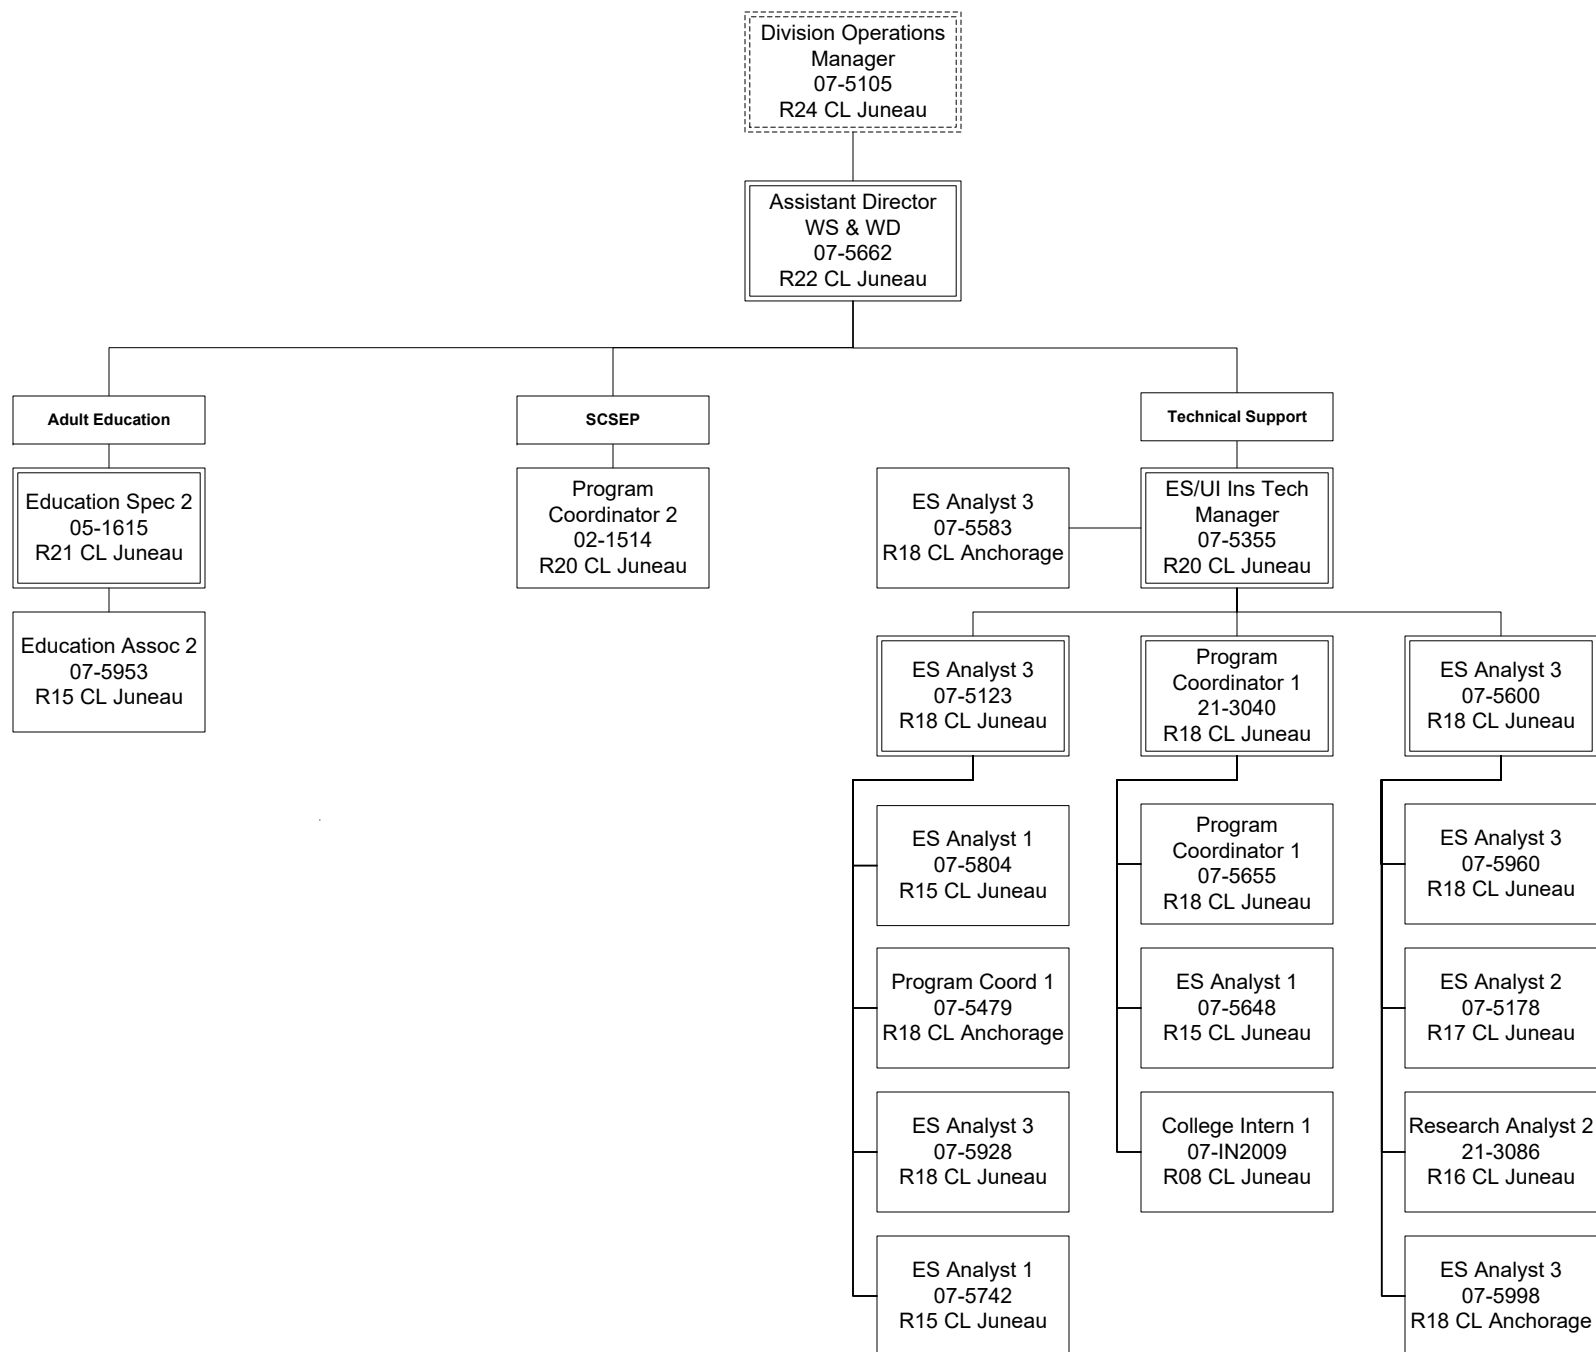 Division Operations
Manager
07-5105
R24 CL Juneau
Assistant Director
WS & WD
07-5662
R22 CL Juneau
Adult Education
SCSEP
Technical Support
Education Spec 2
05-1615
R21 CL Juneau
Program
Coordinator 2
02-1514
R20 CL Juneau
ES Analyst 3
07-5583
R18 CL Anchorage
ES/UI Ins Tech
Manager
07-5355
R20 CL Juneau
Education Assoc 2
07-5953
R15 CL Juneau
ES Analyst 3
07-5123
R18 CL Juneau
Program
Coordinator 1
21-3040
R18 CL Juneau
ES Analyst 3
07-5600
R18 CL Juneau
ES Analyst 1
07-5804
R15 CL Juneau
Program
Coordinator 1
07-5655
R18 CL Juneau
ES Analyst 3
07-5960
R18 CL Juneau
Program Coord 1
07-5479
R18 CL Anchorage
ES Analyst 1
07-5648
R15 CL Juneau
ES Analyst 2
07-5178
R17 CL Juneau
ES Analyst 3
07-5928
R18 CL Juneau
College Intern 1
07-IN2009
R08 CL Juneau
Research Analyst 2
21-3086
R16 CL Juneau
ES Analyst 1
07-5742
R15 CL Juneau
ES Analyst 3
07-5998
R18 CL Anchorage